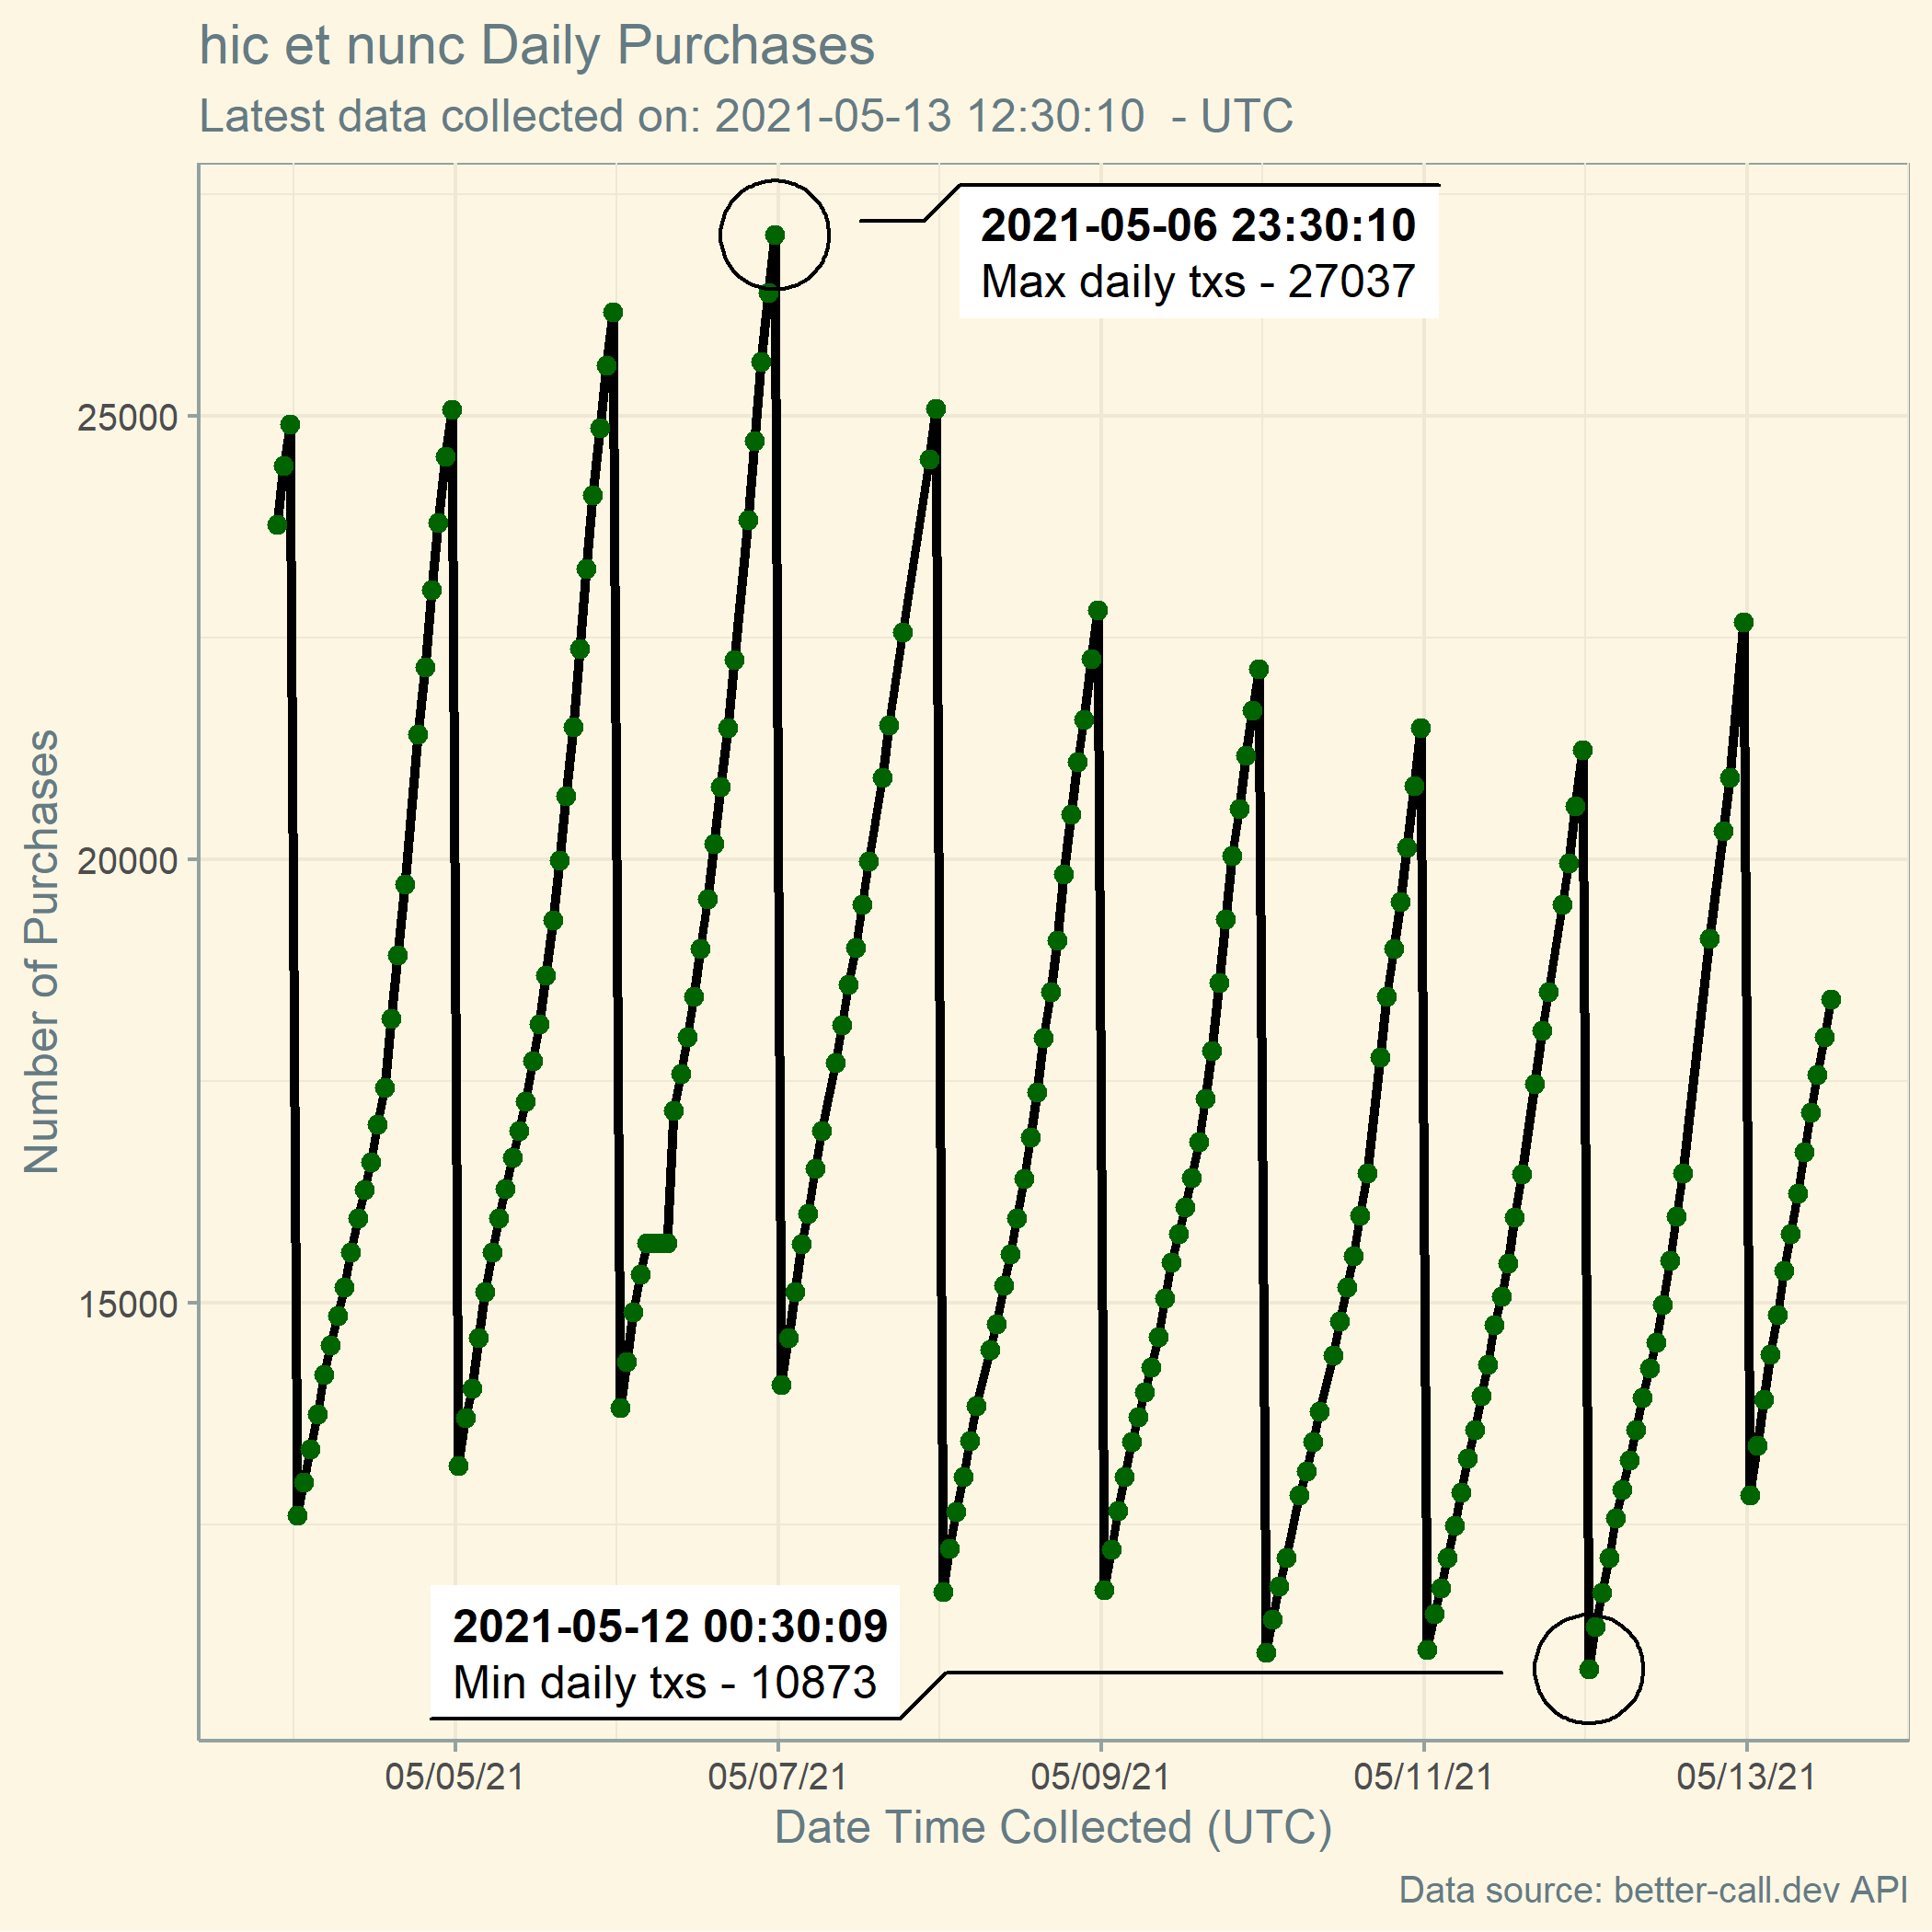 hic et nunc Daily Purchases
Latest data collected on: 2021-05-13 12:30:10  - UTC
2021-05-06 23:30:10
Max daily txs - 27037
25000
20000
15000
Number of Purchases
2021-05-12 00:30:09
Min daily txs - 10873
05/05/21
05/07/21
05/09/21
05/11/21
05/13/21
Date Time Collected (UTC)
Data source: better-call.dev API